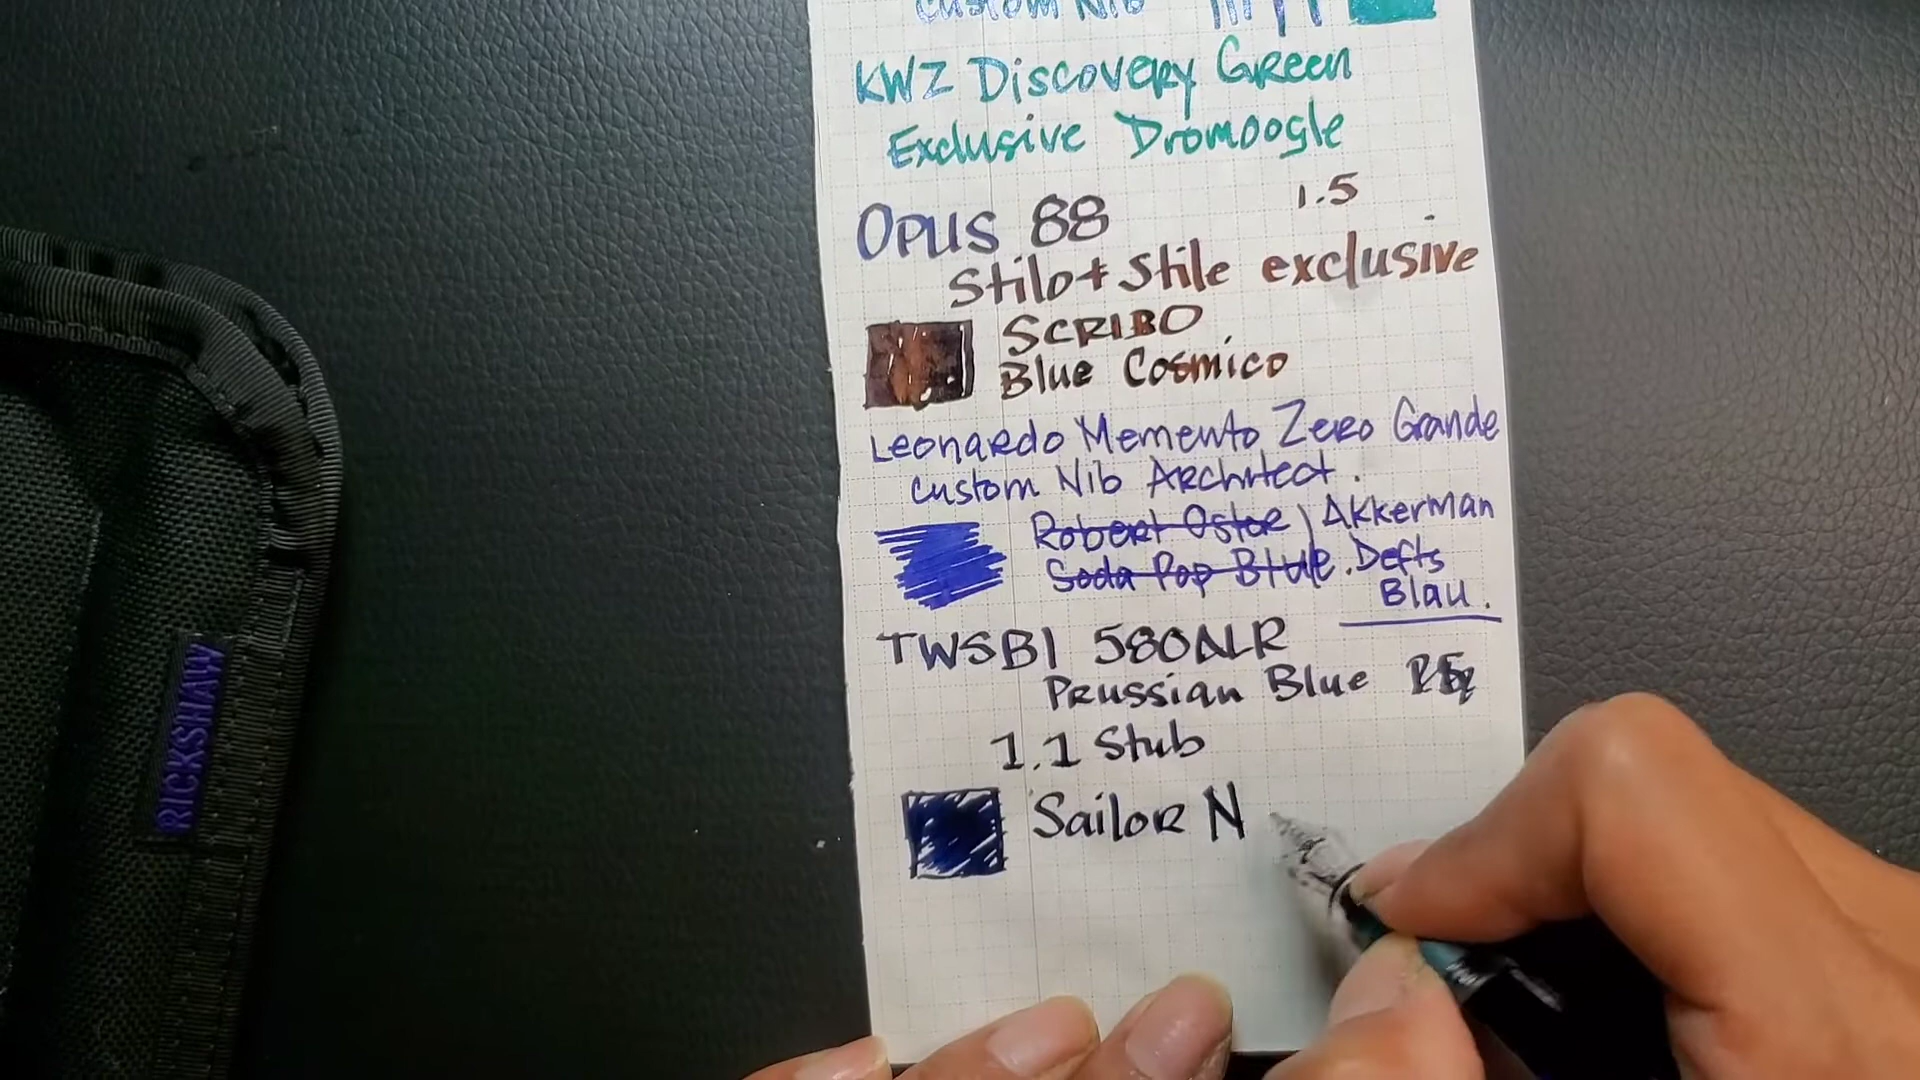 Custom Nib
KWZ Discovery Green
Exclusive Dromoogle
OPUS 88 1.5
Stilo + Stile exclusive
SCRIBO
Blue Cosmico
Leonardo Memento Zero Grande
Custom Nib Architect.
Robert Oster / Akkerman
Soda Pop Blue. Defts
Blau.
TWSBI 580ALR
Prussian Blue
1.1 Stub
Sailor N
RICKSHAW